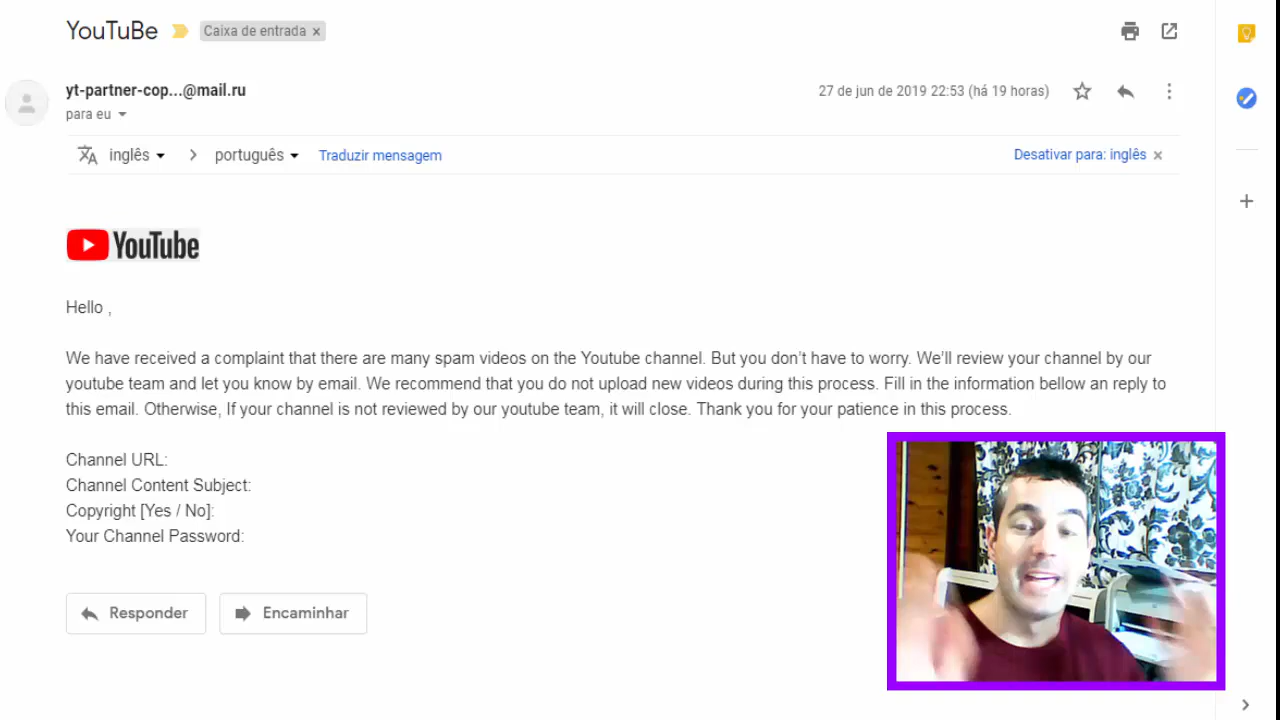 YouTuBe Caixa de entrada ×
yt-partner-cop...@mail.ru 27 de jun de 2019 22:53 (há 19 horas)
para eu
inglês > português Traduzir mensagem Desativar para: inglês ×
YouTube
Hello ,
We have received a complaint that there are many spam videos on the Youtube channel. But you don't have to worry. We'll review your channel by our
youtube team and let you know by email. We recommend that you do not upload new videos during this process. Fill in the information bellow an reply to
this email. Otherwise, If your channel is not reviewed by our youtube team, it will close. Thank you for your patience in this process.
Channel URL:
Channel Content Subject:
Copyright [Yes / No]:
Your Channel Password:
Responder Encaminhar